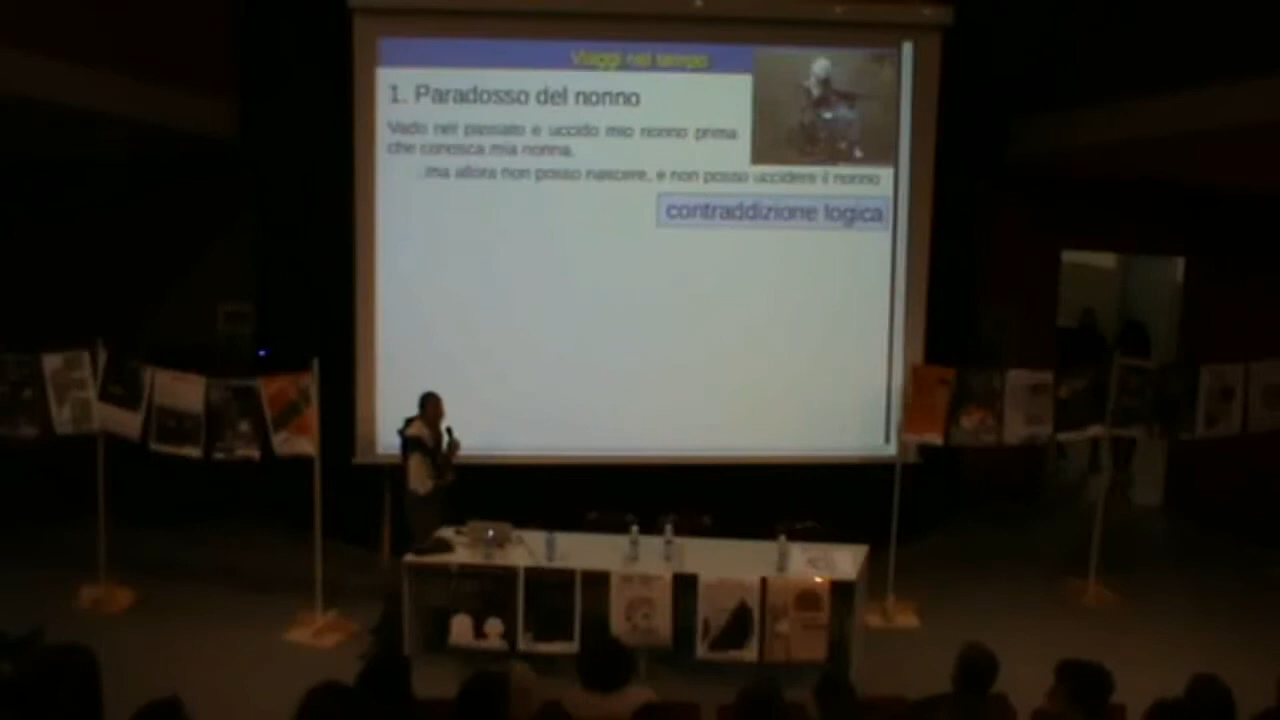 Viaggi nel tempo
1. Paradosso del nonno
Vado nel passato e uccido mio nonno prima
che conosca mia nonna.
...ma allora non posso nascere, e non posso uccidere il nonno
contraddizione logica